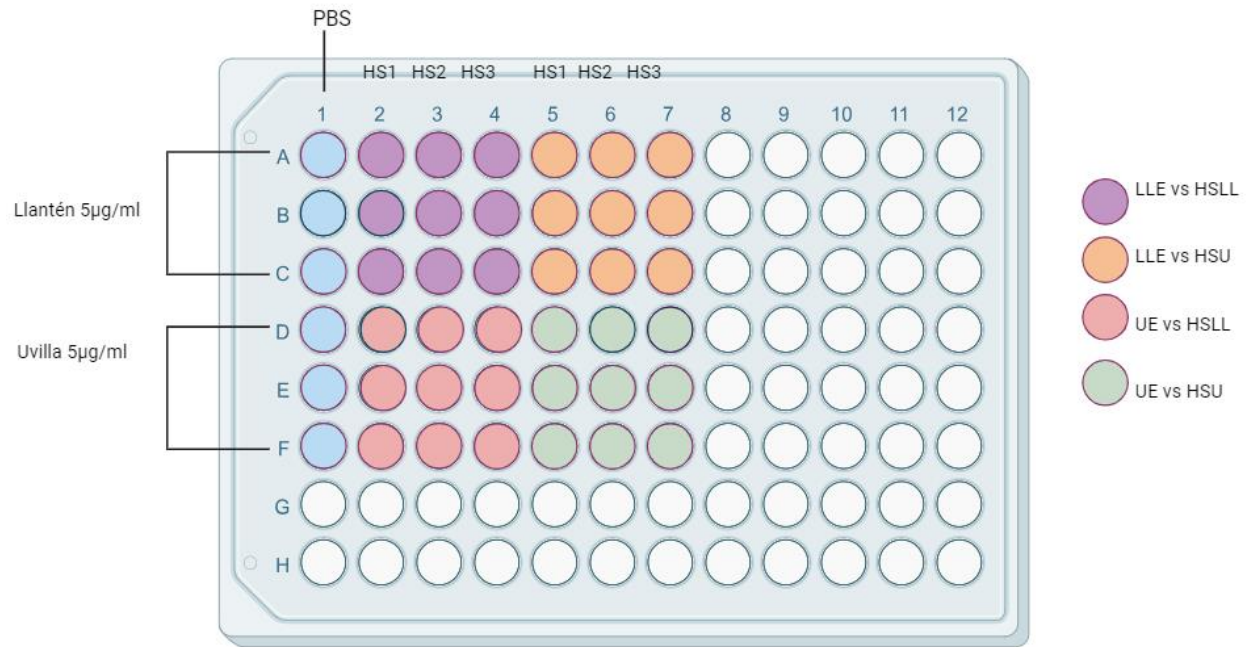 PBS
HS1 HS2 HS3 HS1 HS2 HS3
1 2 3 4 5 6 7 8 9 10 11 12
A
B
C
D
E
F
G
H
Llantén 5µg/ml
Uvilla 5µg/ml
LLE vs HSLL
LLE vs HSU
UE vs HSLL
UE vs HSU